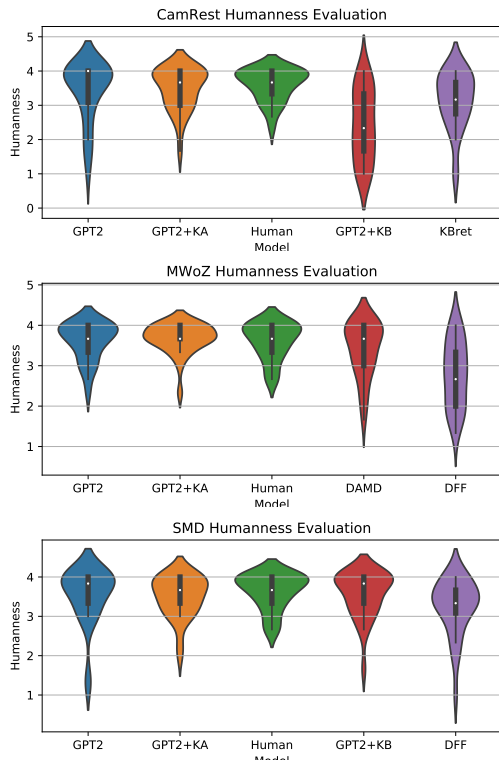 CamRest Humanness Evaluation
5
4
3
2
1
0
Humanness
GPT2 GPT2+KA Human GPT2+KB KBret
Model
MWoZ Humanness Evaluation
5
4
3
2
1
Humanness
GPT2 GPT2+KA Human DAMD DFF
Model
SMD Humanness Evaluation
4
3
2
1
Humanness
GPT2 GPT2+KA Human GPT2+KB DFF
Model